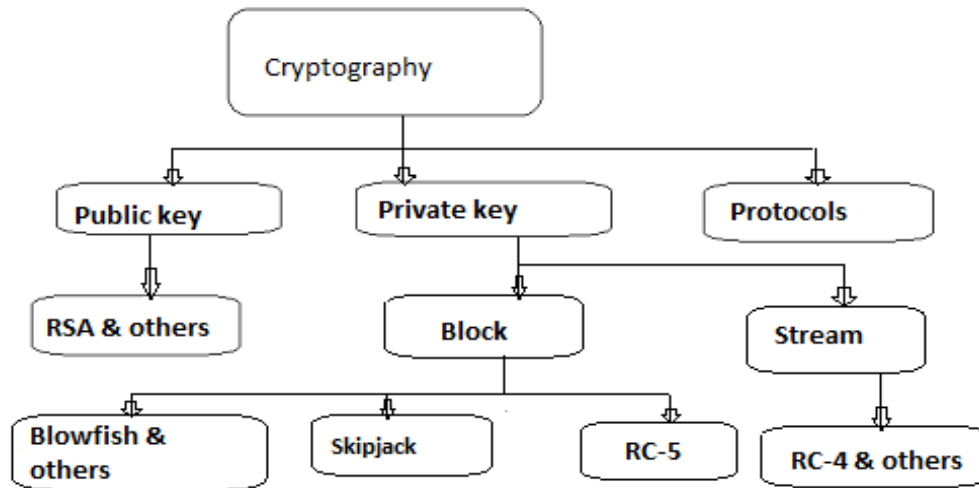 Cryptography
Public key
Private key
Protocols
RSA & others
Block
Stream
Blowfish &
others
Skipjack
RC-5
RC-4 & others